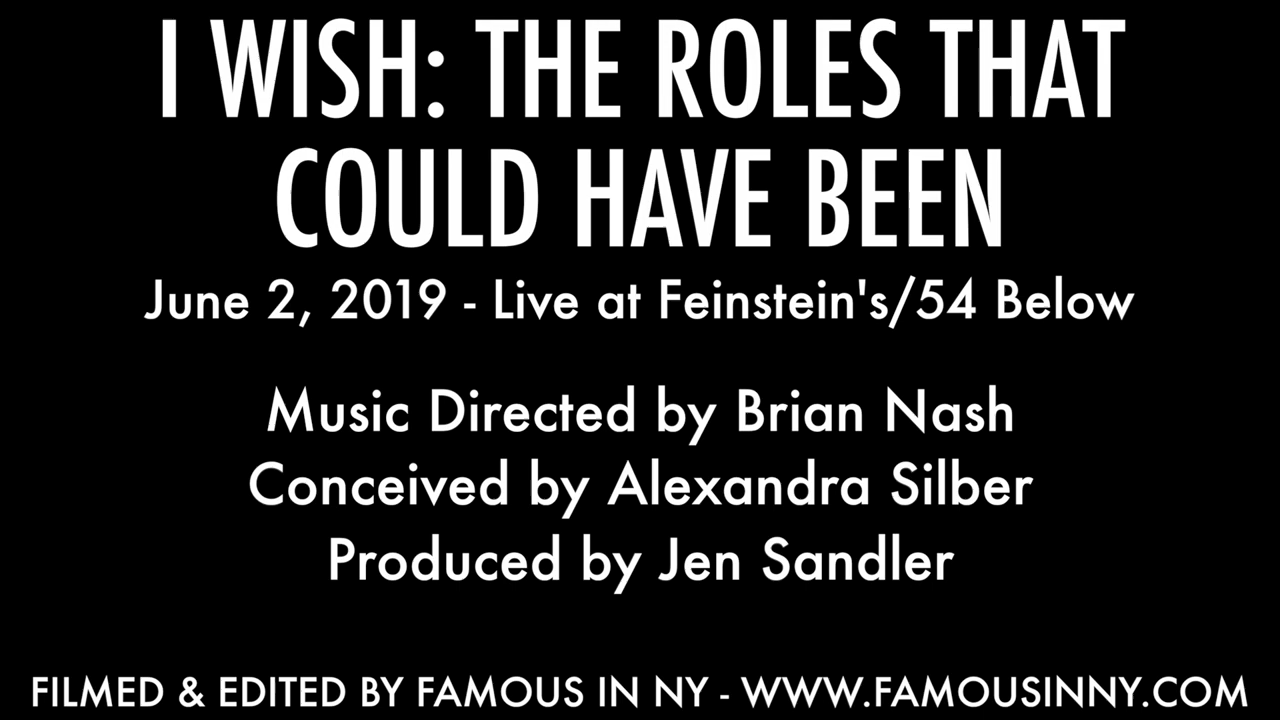 I WISH: THE ROLES THAT
COULD HAVE BEEN
June 2, 2019 - Live at Feinstein's/54 Below
Music Directed by Brian Nash
Conceived by Alexandra Silber
Produced by Jen Sandler
FILMED & EDITED BY FAMOUS IN NY - WWW.FAMOUSINNY.COM